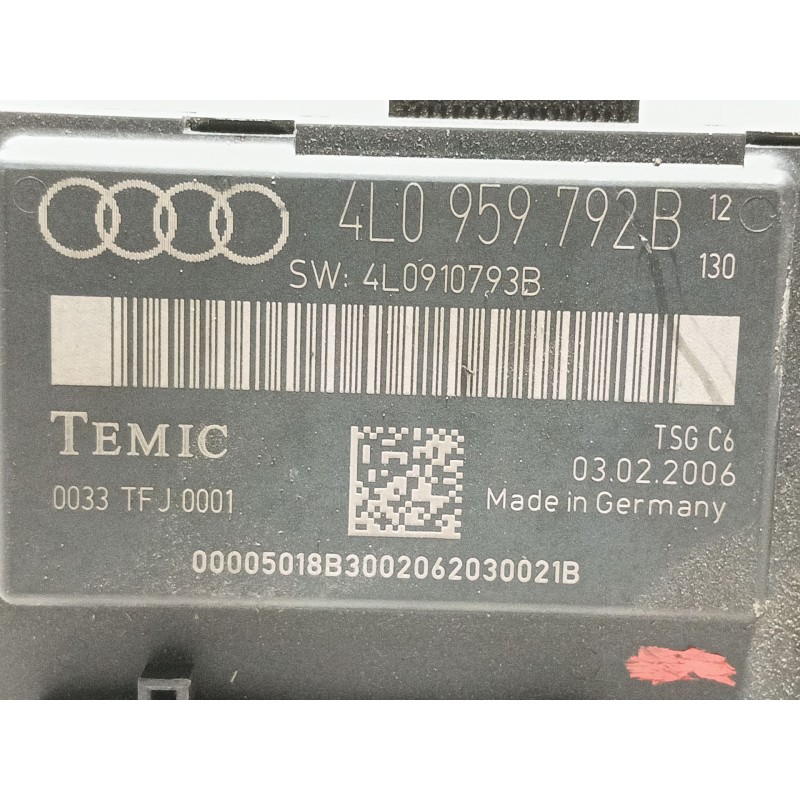 4L0 959 792B 12
SW: 4L0910793B 130
TEMIC
TSG C6
03.02.2006
0033 TFJ 0001
Made in Germany
00005018B3002062030021B